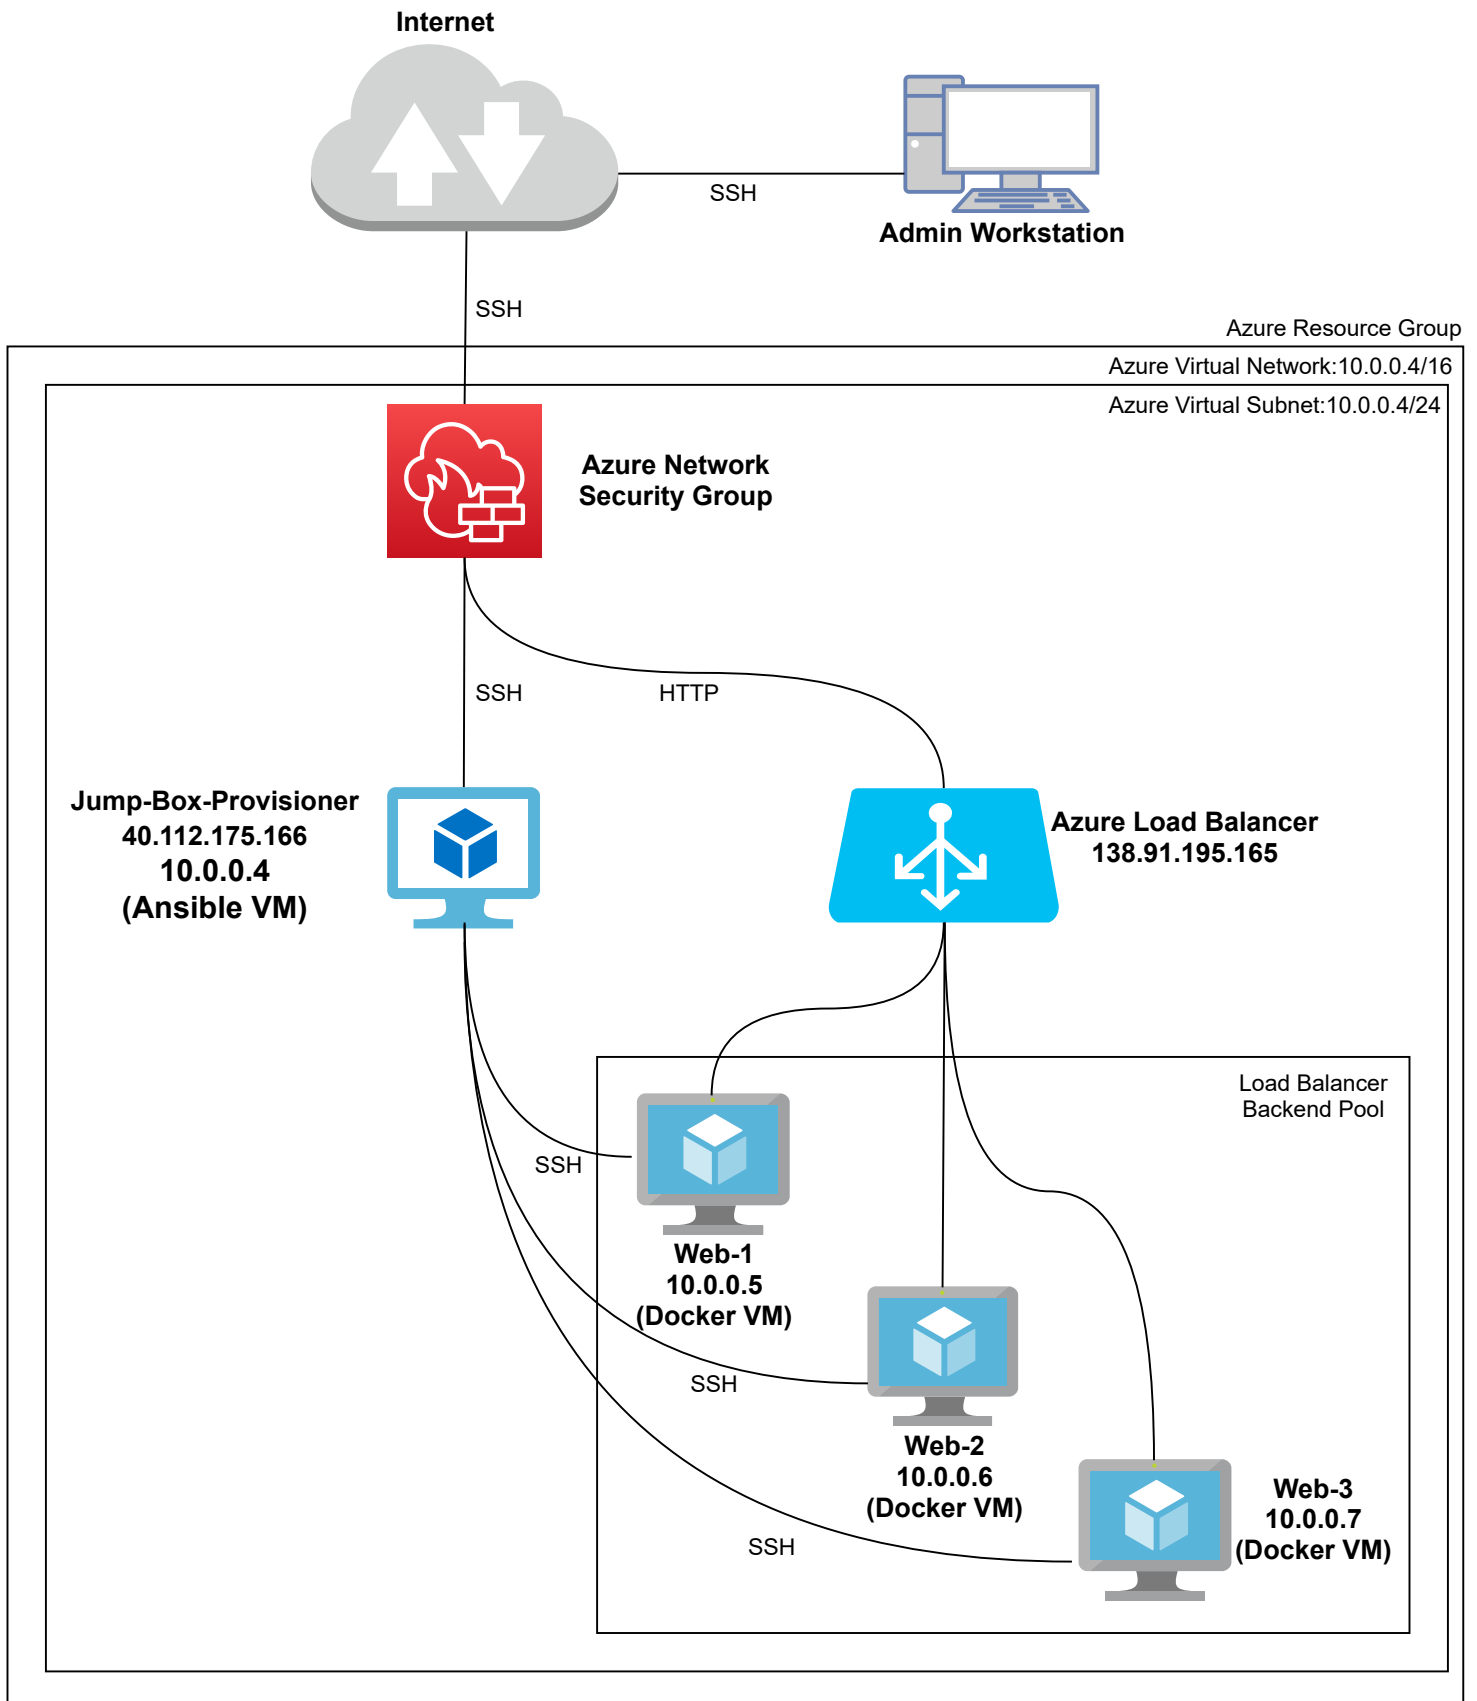 Internet
SSH
Admin Workstation
SSH
Azure Resource Group
Azure Virtual Network:10.0.0.4/16
Azure Virtual Subnet:10.0.0.4/24
Azure Network
Security Group
SSH
HTTP
Jump-Box-Provisioner
40.112.175.166
10.0.0.4
(Ansible VM)
Azure Load Balancer
138.91.195.165
Load Balancer
Backend Pool
SSH
Web-1
10.0.0.5
(Docker VM)
SSH
Web-2
10.0.0.6
(Docker VM)
SSH
Web-3
10.0.0.7
(Docker VM)